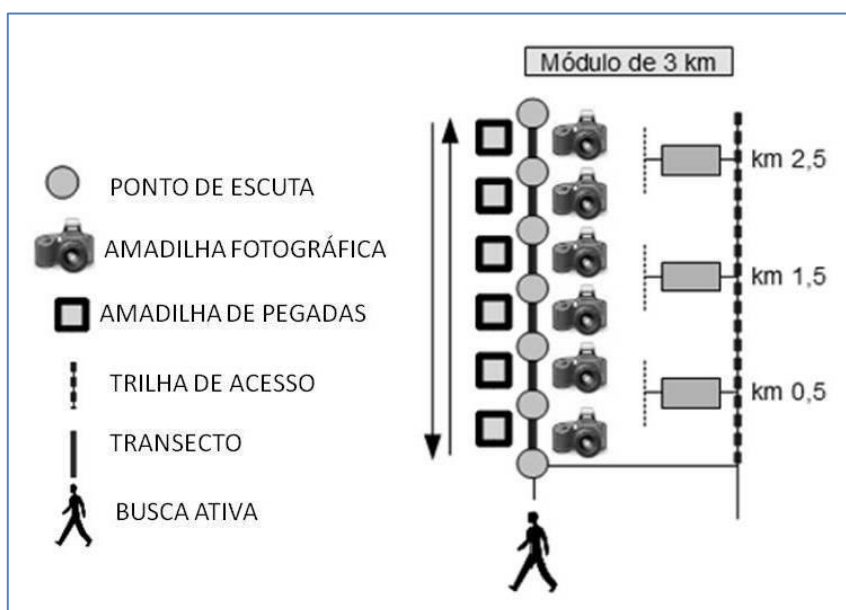 Módulo de 3 km
PONTO DE ESCUTA
AMADILHA FOTOGRÁFICA
AMADILHA DE PEGADAS
TRILHA DE ACESSO
TRANSECTO
BUSCA ATIVA
km 2,5
km 1,5
km 0,5